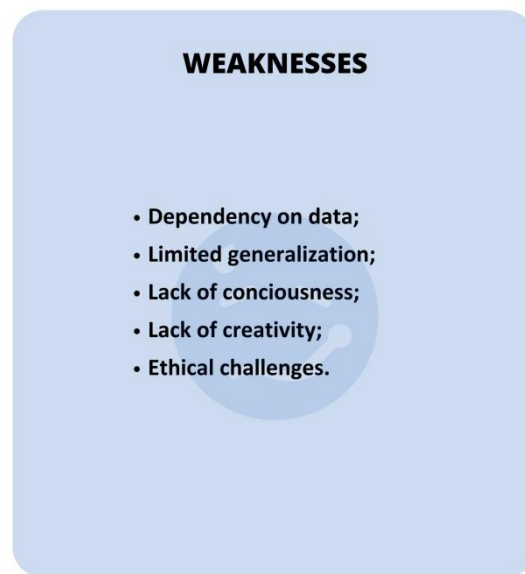 WEAKNESSES
• Dependency on data;
• Limited generalization;
• Lack of conciousness;
• Lack of creativity;
• Ethical challenges.